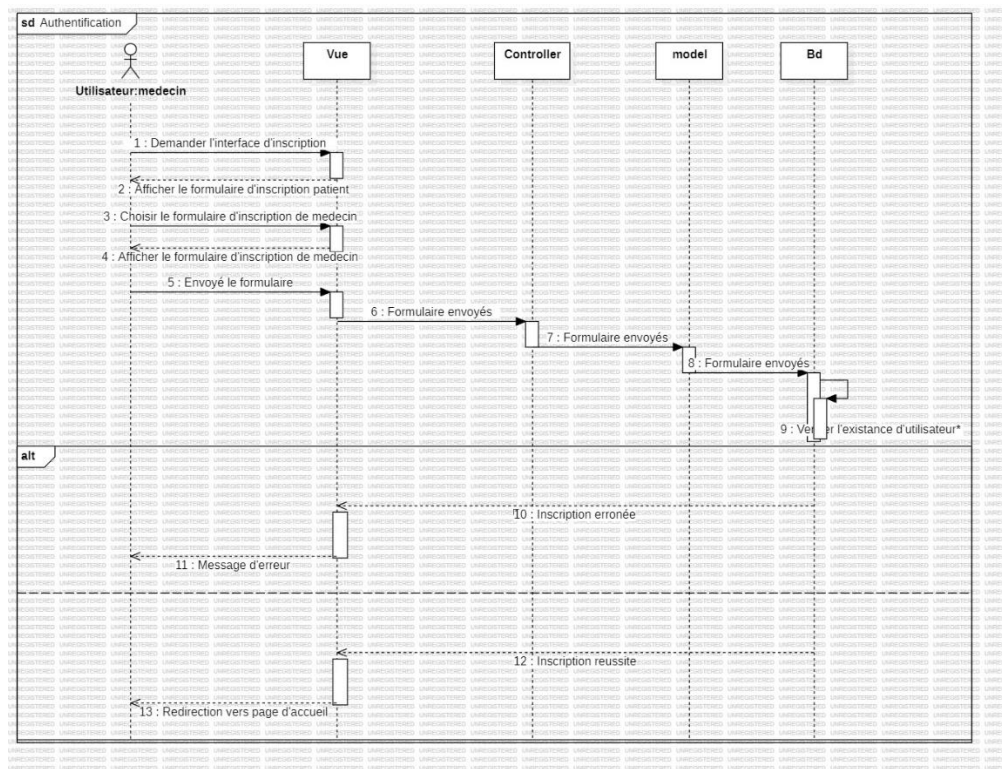 sd Authentification
Vue
Controller
model
Bd
Utilisateur:medecin
1 : Demander l'interface d'inscription
2 : Afficher le formulaire d'inscription patient
3 : Choisir le formulaire d'inscription de medecin
4 : Afficher le formulaire d'inscription de medecin
5 : Envoyé le formulaire
6 : Formulaire envoyés
7 : Formulaire envoyés
8 : Formulaire envoyés
9 : l'existance d'utilisateur*
alt
10 : Inscription erronée
11 : Message d'erreur
12 : Inscription reussite
13 : Redirection vers page d'accueil
UNREGISTERED